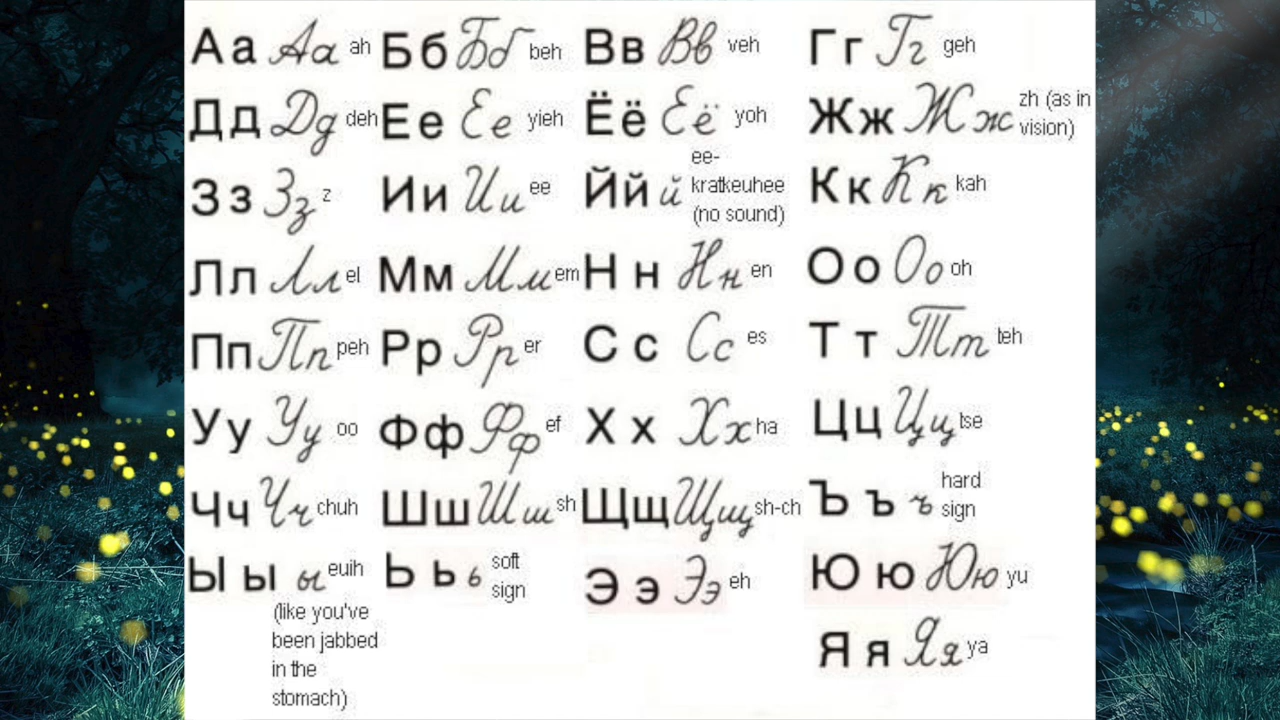 Аа Аа ah Бб Бб beh Вв Вв veh Гг Гг geh
Дд Дд deh Ее Ее yieh Ёё Ёё yoh Жж Жж zh (as in vision)
Зз Зз z Ии Ии ee Йй й ee-kratkeuhee (no sound) Кк Кк kah
Лл Лл el Мм Мм em Нн Нн en Оо Оо oh
Пп Пп peh Рр Рр er Сс Сс es Тт Тт teh
Уу Уу oo Фф Фф ef Хх Хх ha Цц Цц tse
Чч Чч chuh Шш Шш sh Щщ Щщ sh-ch Ъ ъ ъ hard sign
Ы ы ы euih (like you've been jabbed in the stomach) Ь ь ь soft sign Э э Ээ eh Ю ю Юю yu
Я я Яя ya